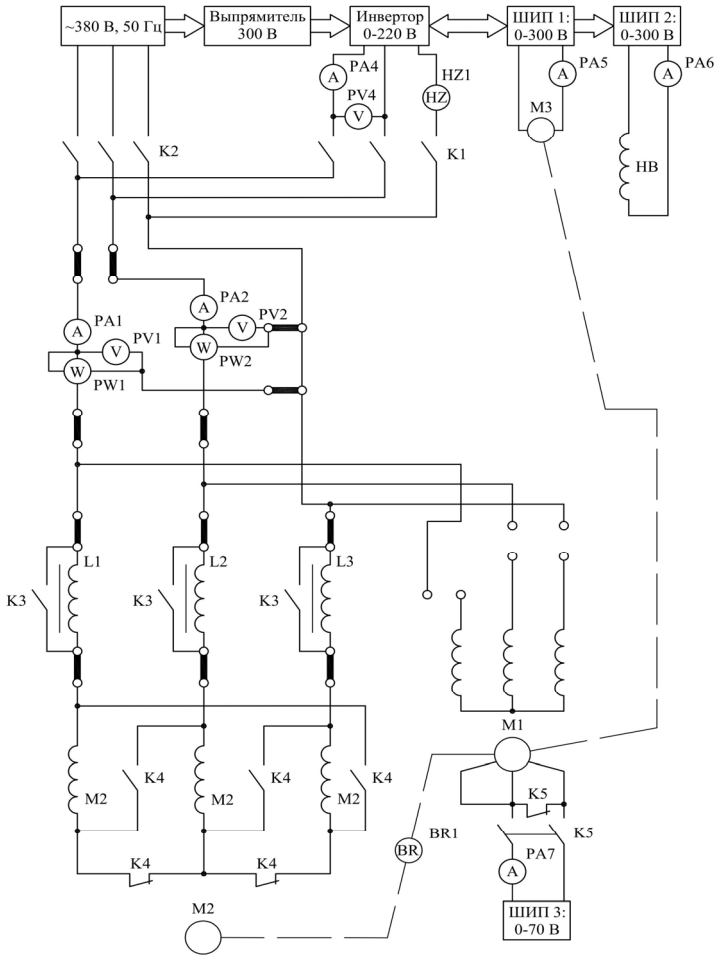 ~380 В, 50 Гц
Выпрямитель
300 В
Инвертор
0-220 В
ШИП 1:
0-300 В
ШИП 2:
0-300 В
PA4
A
HZ1
HZ
PV4
V
A
PA5
A
PA6
M3
K2
K1
НВ
A
PA1
A
PA2
V
PV1
V
PV2
W
PW1
W
PW2
L1
L2
L3
K3
K3
K3
M1
M2
K4
M2
K4
M2
K4
K4
K4
K5
K5
BR
BR1
PA7
A
M2
ШИП 3:
0-70 В